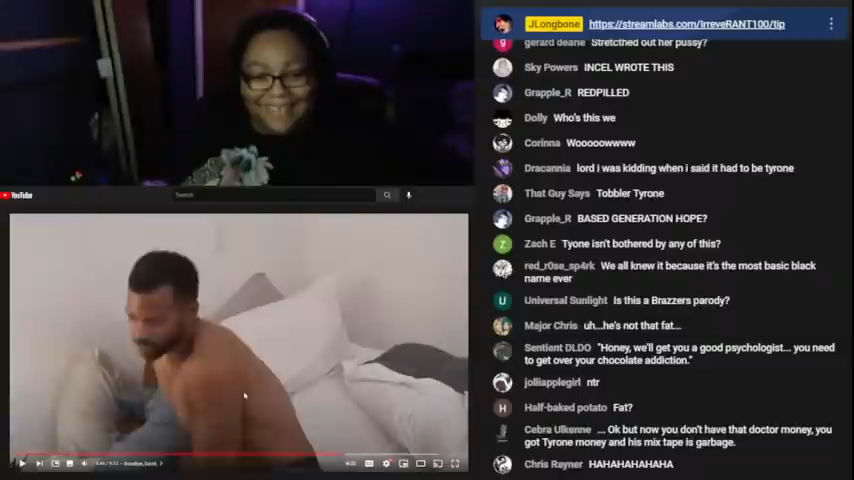 JLongbone https://streamlabs.com/IrreveRANT100/tip
gerard deane Stretcthed out her pussy?
Sky Powers INCEL WROTE THIS
Grapple_R REDPILLED
Dolly Who's this we
Corinna Wooooowwww
Dracannia lord i was kidding when i said it had to be tyrone
YouTube
Search
That Guy Says Tobbler Tyrone
Grapple_R BASED GENERATION HOPE?
Z
Zach E Tyone isn't bothered by any of this?
red_r0se_sp4rk We all knew it because it's the most basic black
name ever
U
Universal Sunlight Is this a Brazzers parody?
Major Chris uh...he's not that fat...
Sentient DLDO "Honey, we'll get you a good psychologist... you need
to get over your chocolate addiction."
jolliapplegirl ntr
H
Half-baked potato Fat?
Cebra Ulkenne ... Ok but now you don't have that doctor money, you
got Tyrone money and his mix tape is garbage.
Chris Rayner HAHAHAHAHAHA